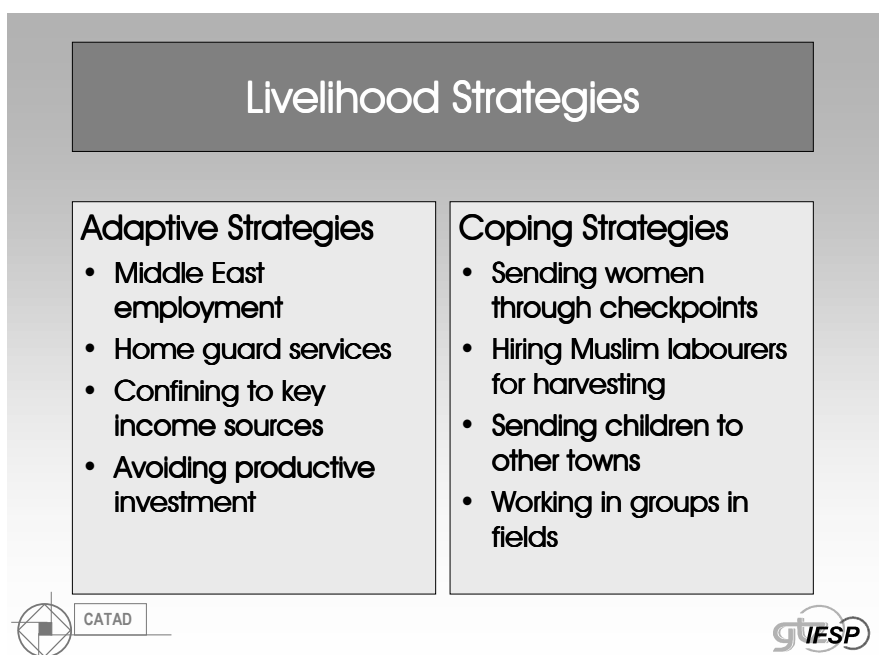 Livelihood Strategies
Adaptive Strategies
• Middle East
employment
• Home guard services
• Confining to key
income sources
• Avoiding productive
investment
Coping Strategies
• Sending women
through checkpoints
• Hiring Muslim labourers
for harvesting
• Sending children to
other towns
• Working in groups in
fields
CATAD
gtz IFSP